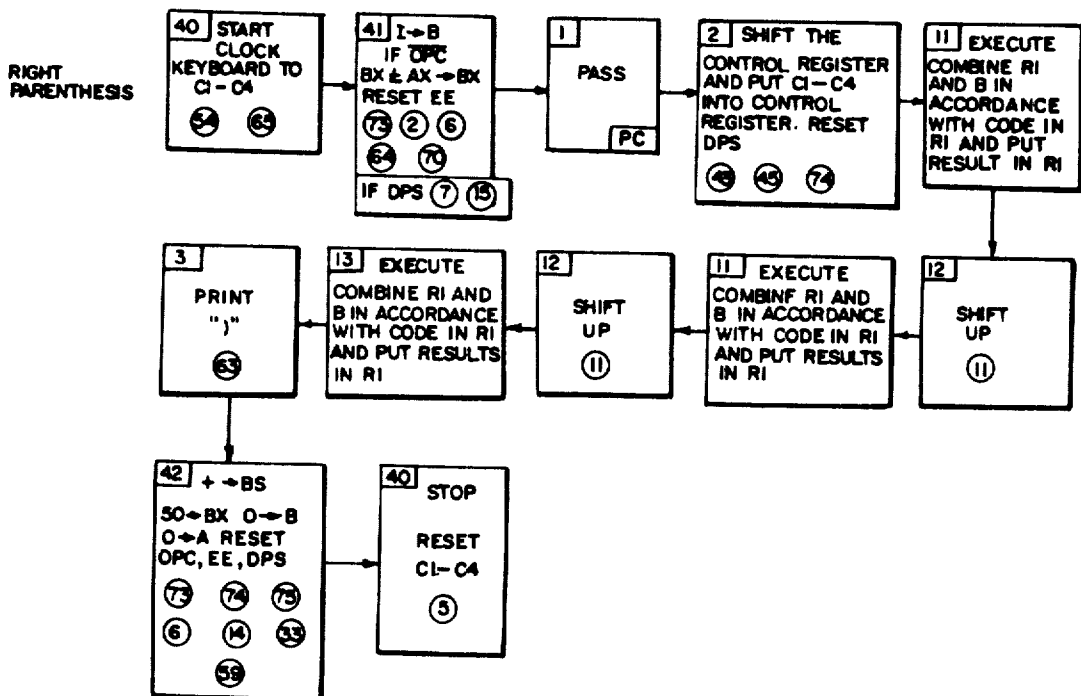 RIGHT
PARENTHESIS
40 START
CLOCK
KEYBOARD TO
C1-C4
54 65
41 I→B
IF O̅P̅C̅
BX ± AX → BX
RESET EE
73 2 6
64 70
IF DPS 7 15
1
PASS
PC
2 SHIFT THE
CONTROL REGISTER
AND PUT C1-C4
INTO CONTROL
REGISTER. RESET
DPS
48 45 74
11 EXECUTE
COMBINE R1
AND B IN
ACCORDANCE
WITH CODE IN
R1 AND PUT
RESULT IN R1
12
SHIFT
UP
11
11 EXECUTE
COMBINF R1 AND
B IN ACCORDANCE
WITH CODE IN R1
AND PUT RESULTS
IN R1
12
SHIFT
UP
11
13 EXECUTE
COMBINE R1 AND
B IN ACCORDANCE
WITH CODE IN R1
AND PUT RESULTS
IN R1
3
PRINT
")"
63
42 + →BS
50→BX O→B
O→A RESET
OPC, EE, DPS
73 74 75
6 14 33
59
40 STOP
RESET
C1-C4
5